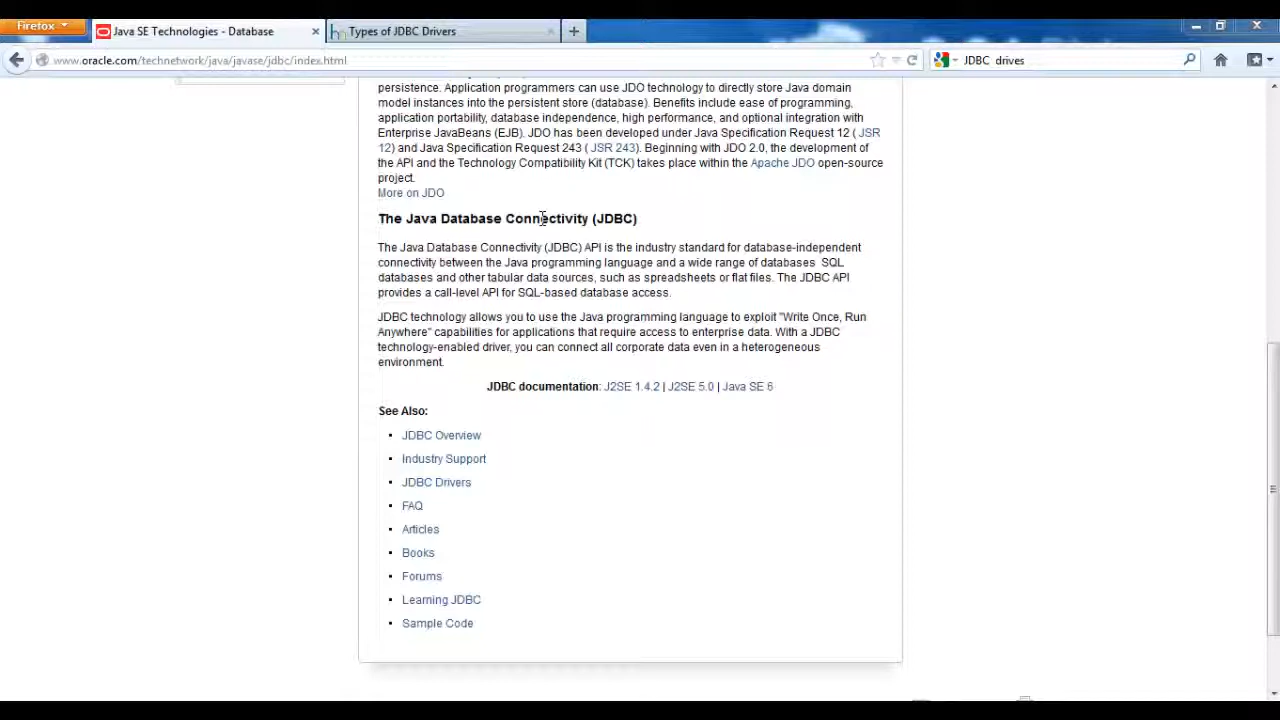 Firefox
Java SE Technologies - Database
Types of JDBC Drivers
www.oracle.com/technetwork/java/javase/jdbc/index.html
JDBC drives
persistence. Application programmers can use JDO technology to directly store Java domain
model instances into the persistent store (database). Benefits include ease of programming,
application portability, database independence, high performance, and optional integration with
Enterprise JavaBeans (EJB). JDO has been developed under Java Specification Request 12 ( JSR
12) and Java Specification Request 243 ( JSR 243). Beginning with JDO 2.0, the development of
the API and the Technology Compatibility Kit (TCK) takes place within the Apache JDO open-source
project.
More on JDO
The Java Database Connectivity (JDBC)
The Java Database Connectivity (JDBC) API is the industry standard for database-independent
connectivity between the Java programming language and a wide range of databases  SQL
databases and other tabular data sources, such as spreadsheets or flat files. The JDBC API
provides a call-level API for SQL-based database access.
JDBC technology allows you to use the Java programming language to exploit "Write Once, Run
Anywhere" capabilities for applications that require access to enterprise data. With a JDBC
technology-enabled driver, you can connect all corporate data even in a heterogeneous
environment.
JDBC documentation: J2SE 1.4.2 | J2SE 5.0 | Java SE 6
See Also:
JDBC Overview
Industry Support
JDBC Drivers
FAQ
Articles
Books
Forums
Learning JDBC
Sample Code